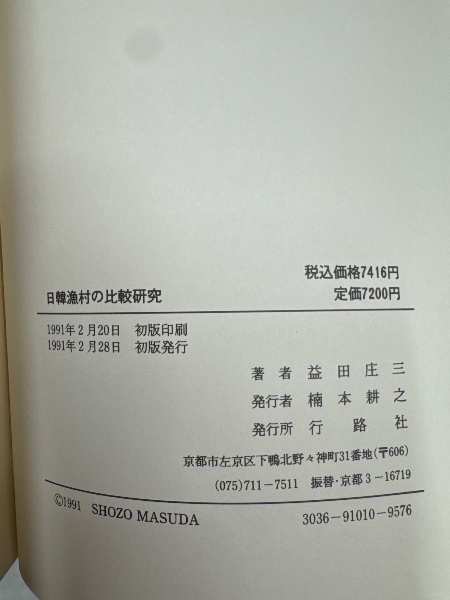 税込価格7416円
日韓漁村の比較研究
定価7200円
1991年2月20日 初版印刷
1991年2月28日 初版発行
著者 益田庄三
発行者 楠本耕之
発行所 行路社
京都市左京区下鴨北野々神町31番地(〒606)
(075)711-7511 振替・京都3-16719
©1991 SHOZO MASUDA
3036-91010-9576